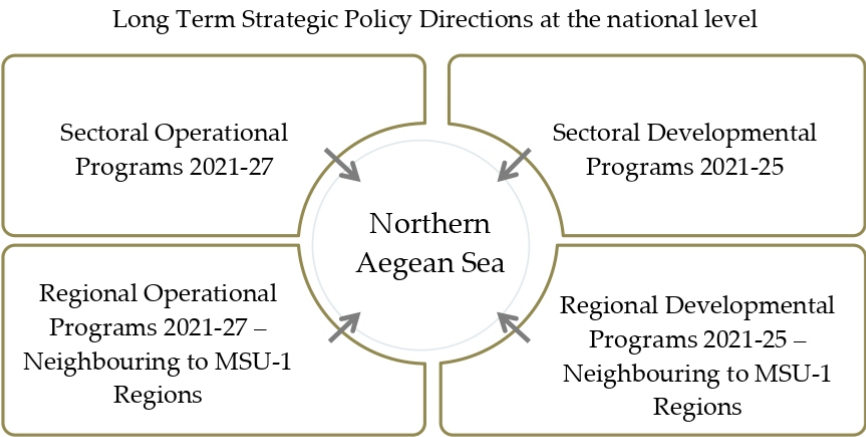 Long Term Strategic Policy Directions at the national level
Sectoral Operational
Programs 2021-27
Sectoral Developmental
Programs 2021-25
Northern
Aegean Sea
Regional Operational
Programs 2021-27 –
Neighbouring to MSU-1
Regions
Regional Developmental
Programs 2021-25 –
Neighbouring to MSU-1
Regions